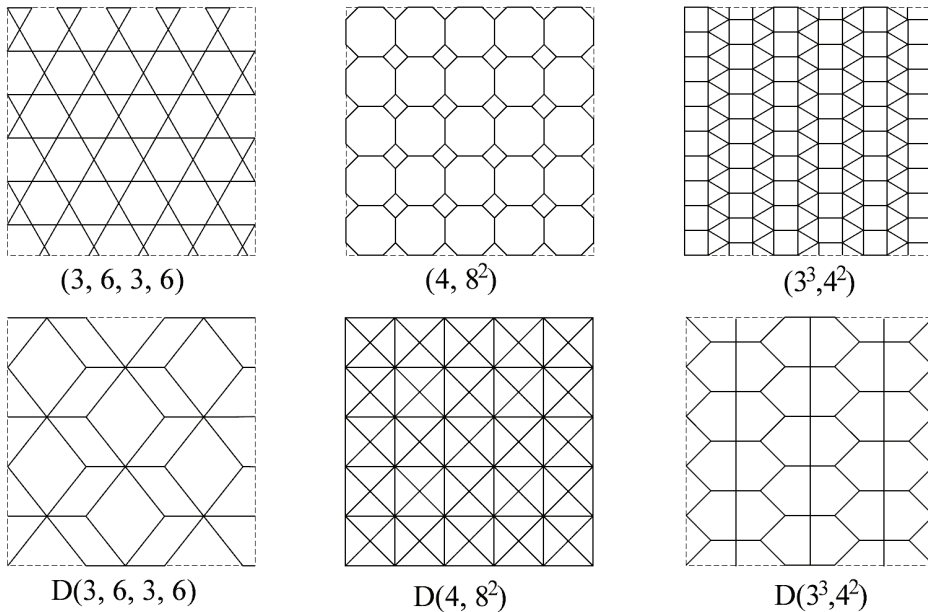 (3, 6, 3, 6)
(4, 8²)
(3³,4²)
D(3, 6, 3, 6)
D(4, 8²)
D(3³,4²)